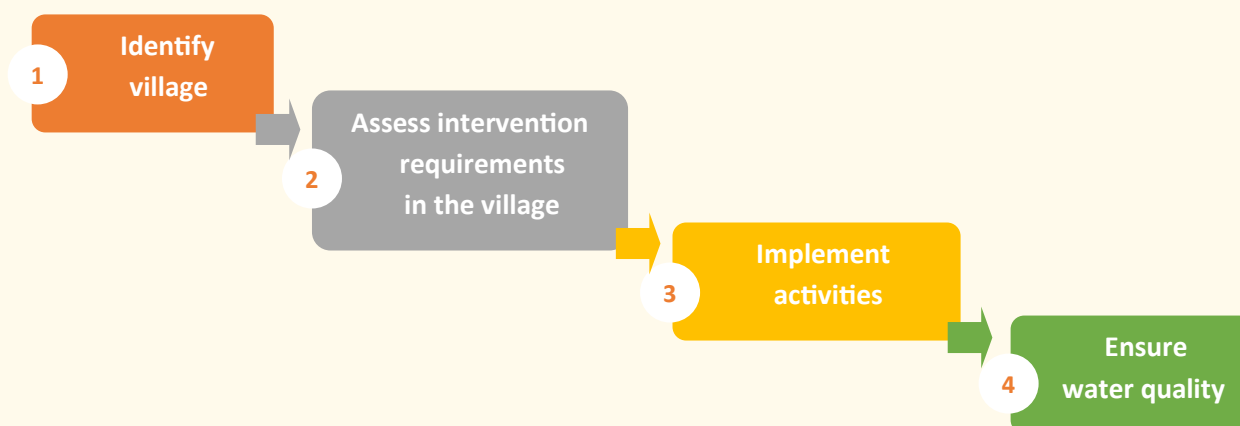 1
Identify
village
2
Assess intervention
requirements
in the village
3
Implement
activities
4
Ensure
water quality